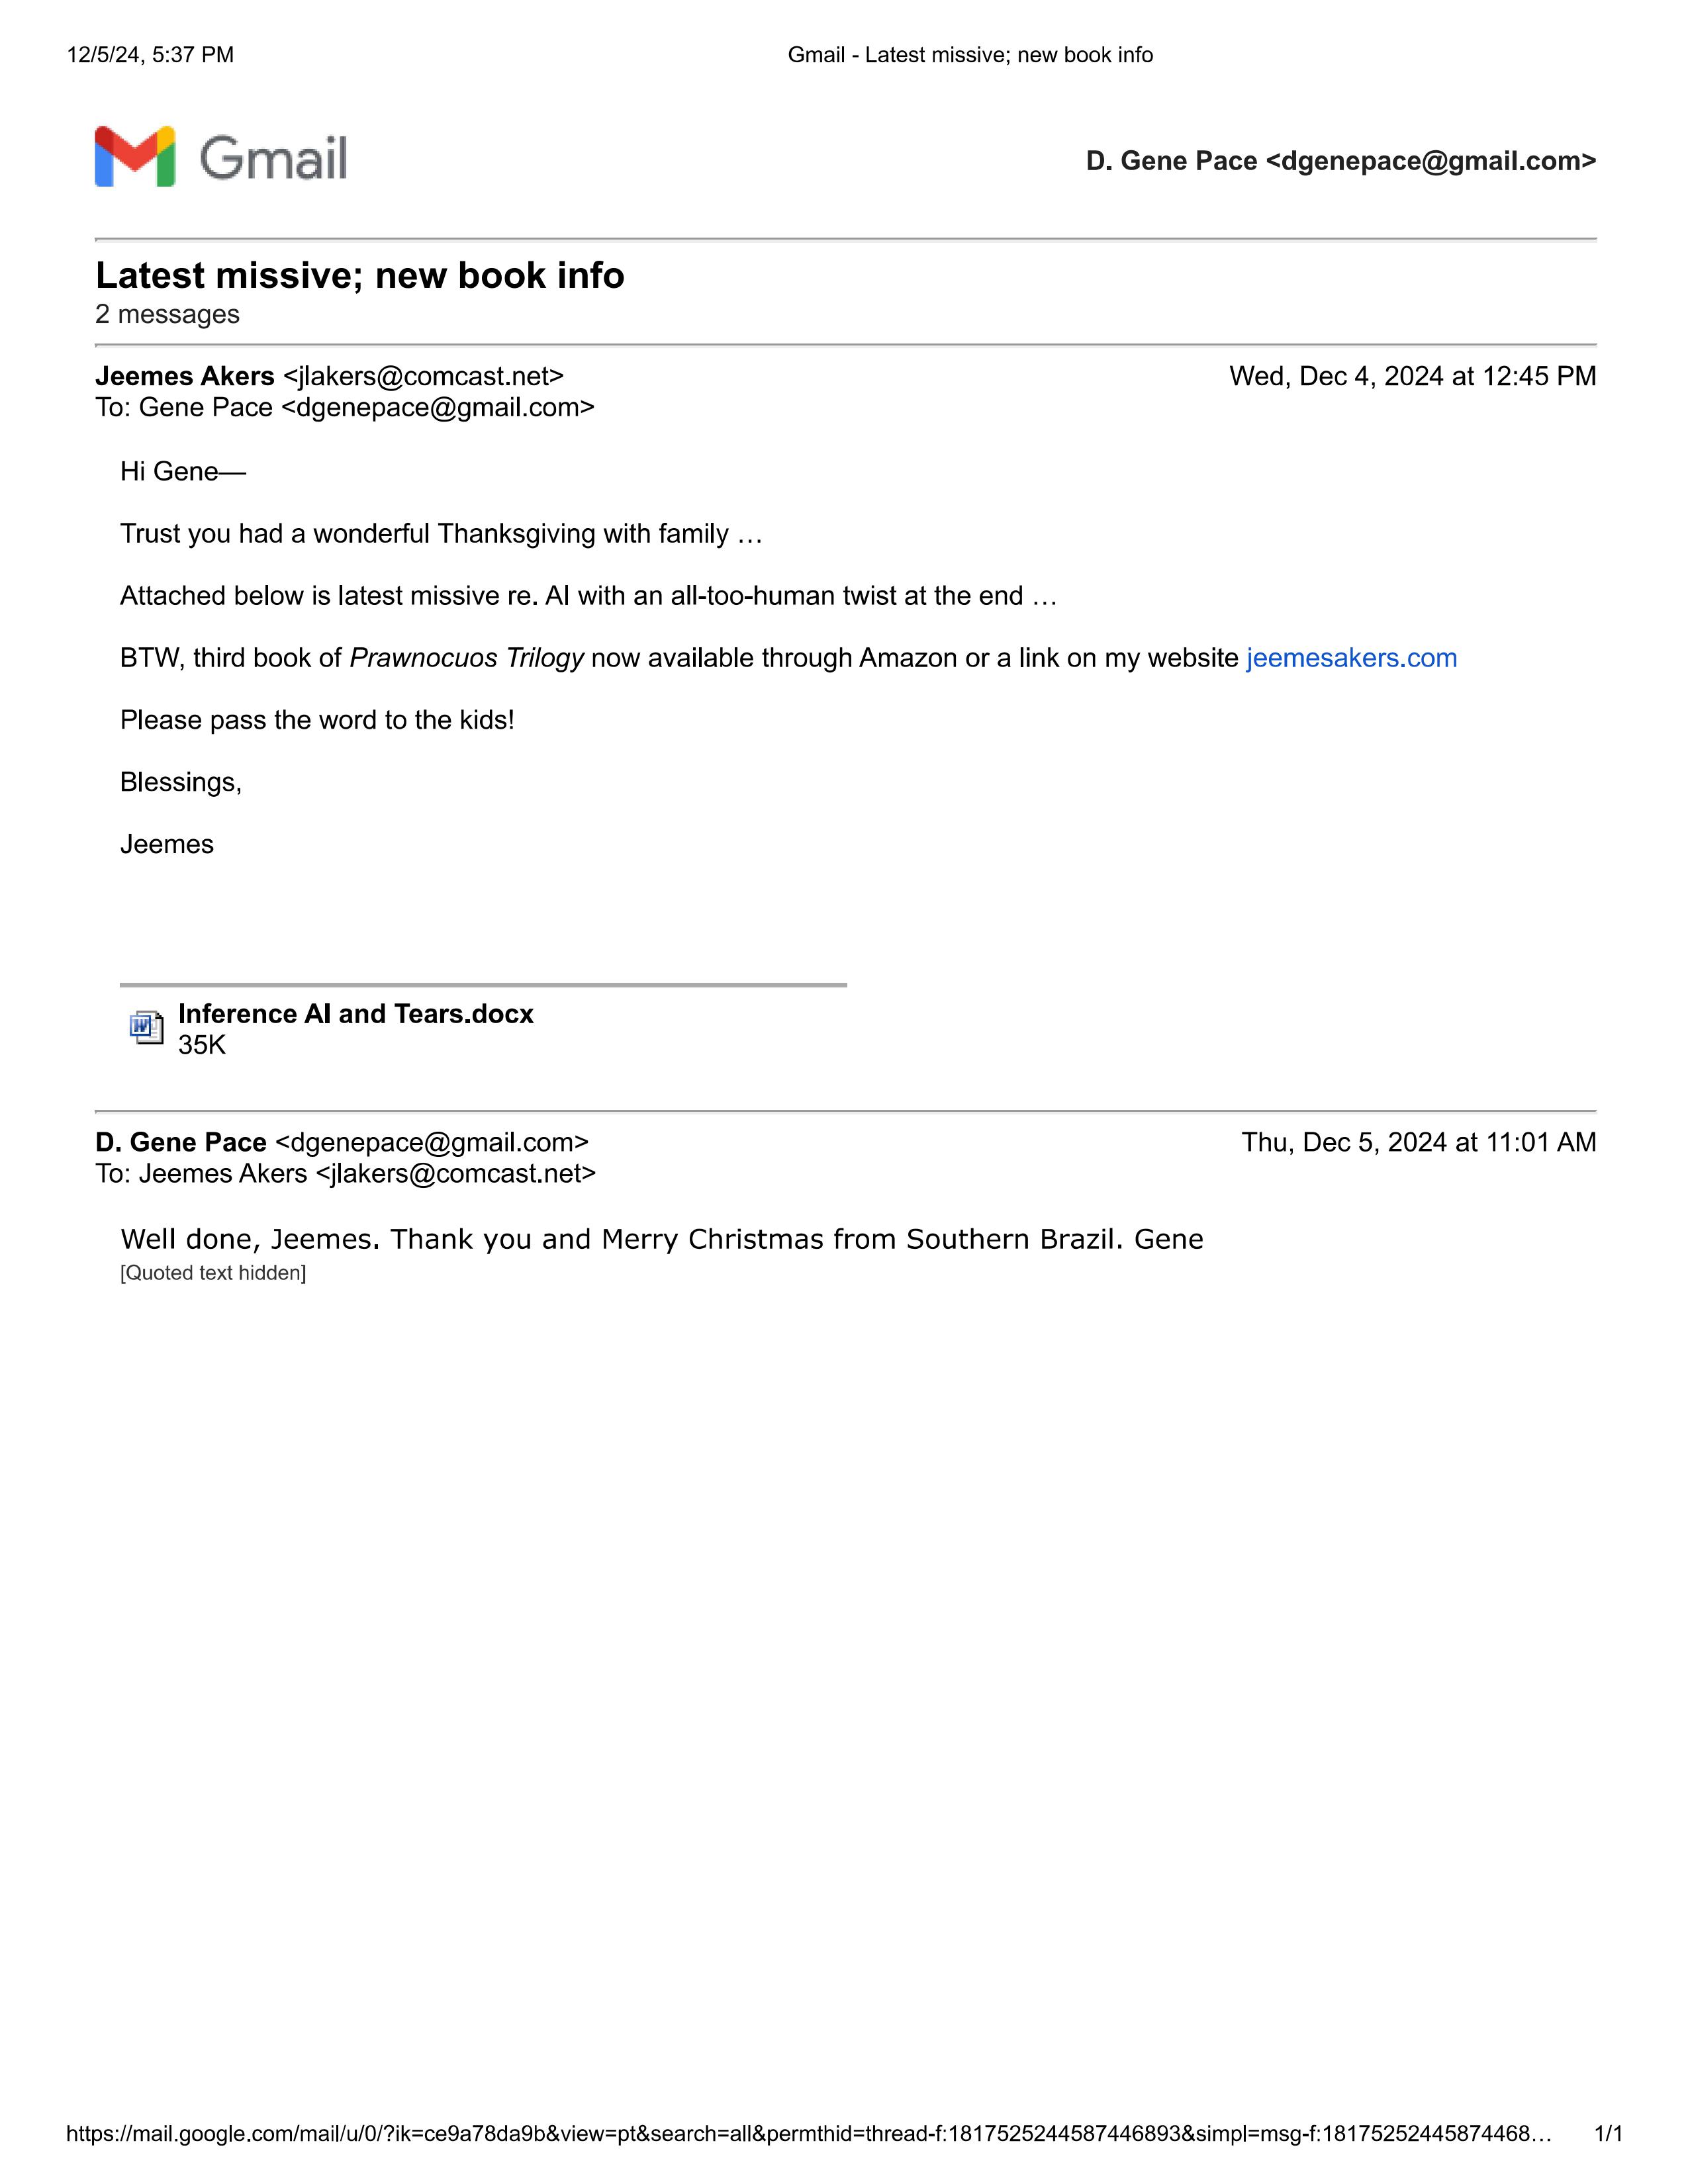 12/5/24, 5:37 PM
Gmail - Latest missive; new book info
Gmail
D. Gene Pace <dgenepace@gmail.com>
Latest missive; new book info
2 messages
Jeemes Akers <jlakers@comcast.net>
Wed, Dec 4, 2024 at 12:45 PM
To: Gene Pace <dgenepace@gmail.com>
Hi Gene—
Trust you had a wonderful Thanksgiving with family …
Attached below is latest missive re. AI with an all-too-human twist at the end …
BTW, third book of Prawnocuos Trilogy now available through Amazon or a link on my website jeemesakers.com
Please pass the word to the kids!
Blessings,
Jeemes
Inference AI and Tears.docx
35K
D. Gene Pace <dgenepace@gmail.com>
Thu, Dec 5, 2024 at 11:01 AM
To: Jeemes Akers <jlakers@comcast.net>
Well done, Jeemes. Thank you and Merry Christmas from Southern Brazil. Gene
[Quoted text hidden]
https://mail.google.com/mail/u/0/?ik=ce9a78da9b&view=pt&search=all&permthid=thread-f:1817525244587446893&simpl=msg-f:18175252445874468…
1/1